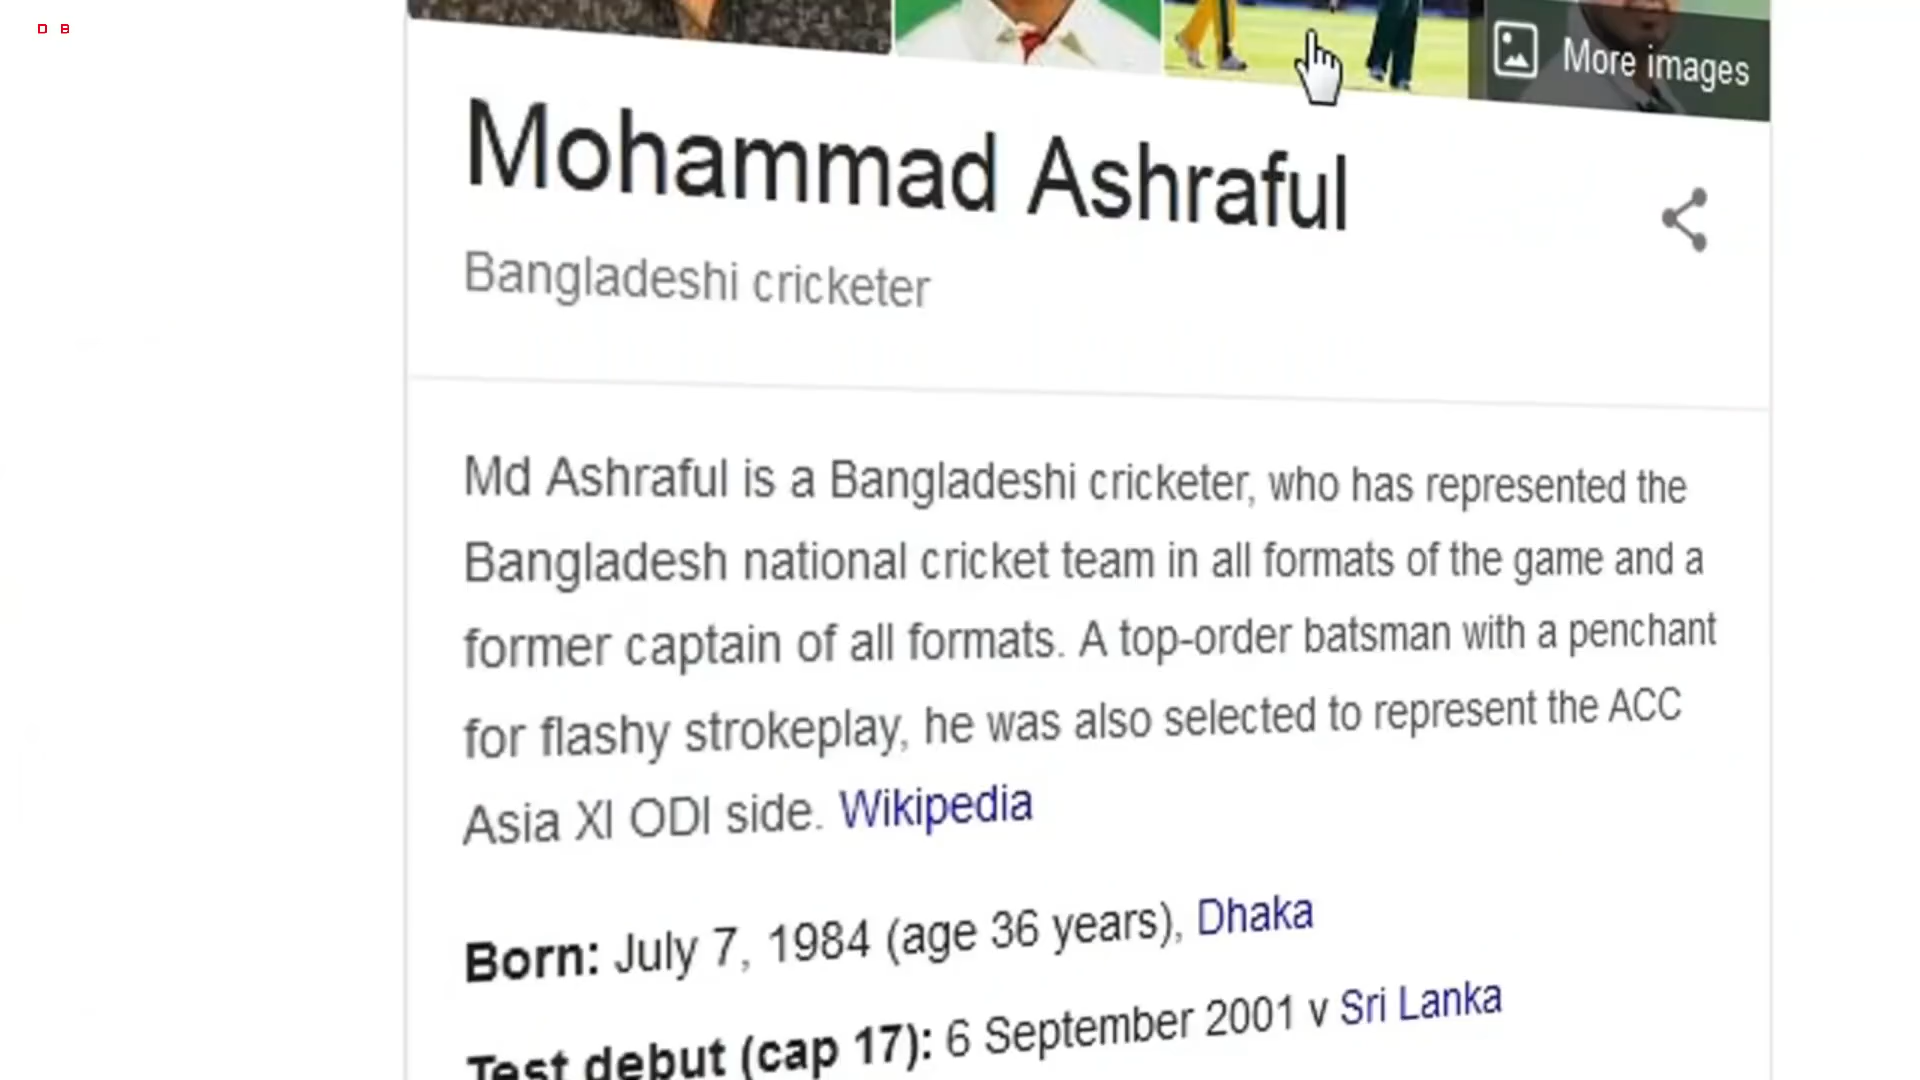 D B
More images
Mohammad Ashraful
Bangladeshi cricketer
Md Ashraful is a Bangladeshi cricketer, who has represented the
Bangladesh national cricket team in all formats of the game and a
former captain of all formats. A top-order batsman with a penchant
for flashy strokeplay, he was also selected to represent the ACC
Asia XI ODI side. Wikipedia
Born: July 7, 1984 (age 36 years), Dhaka
Test debut (cap 17): 6 September 2001 v Sri Lanka